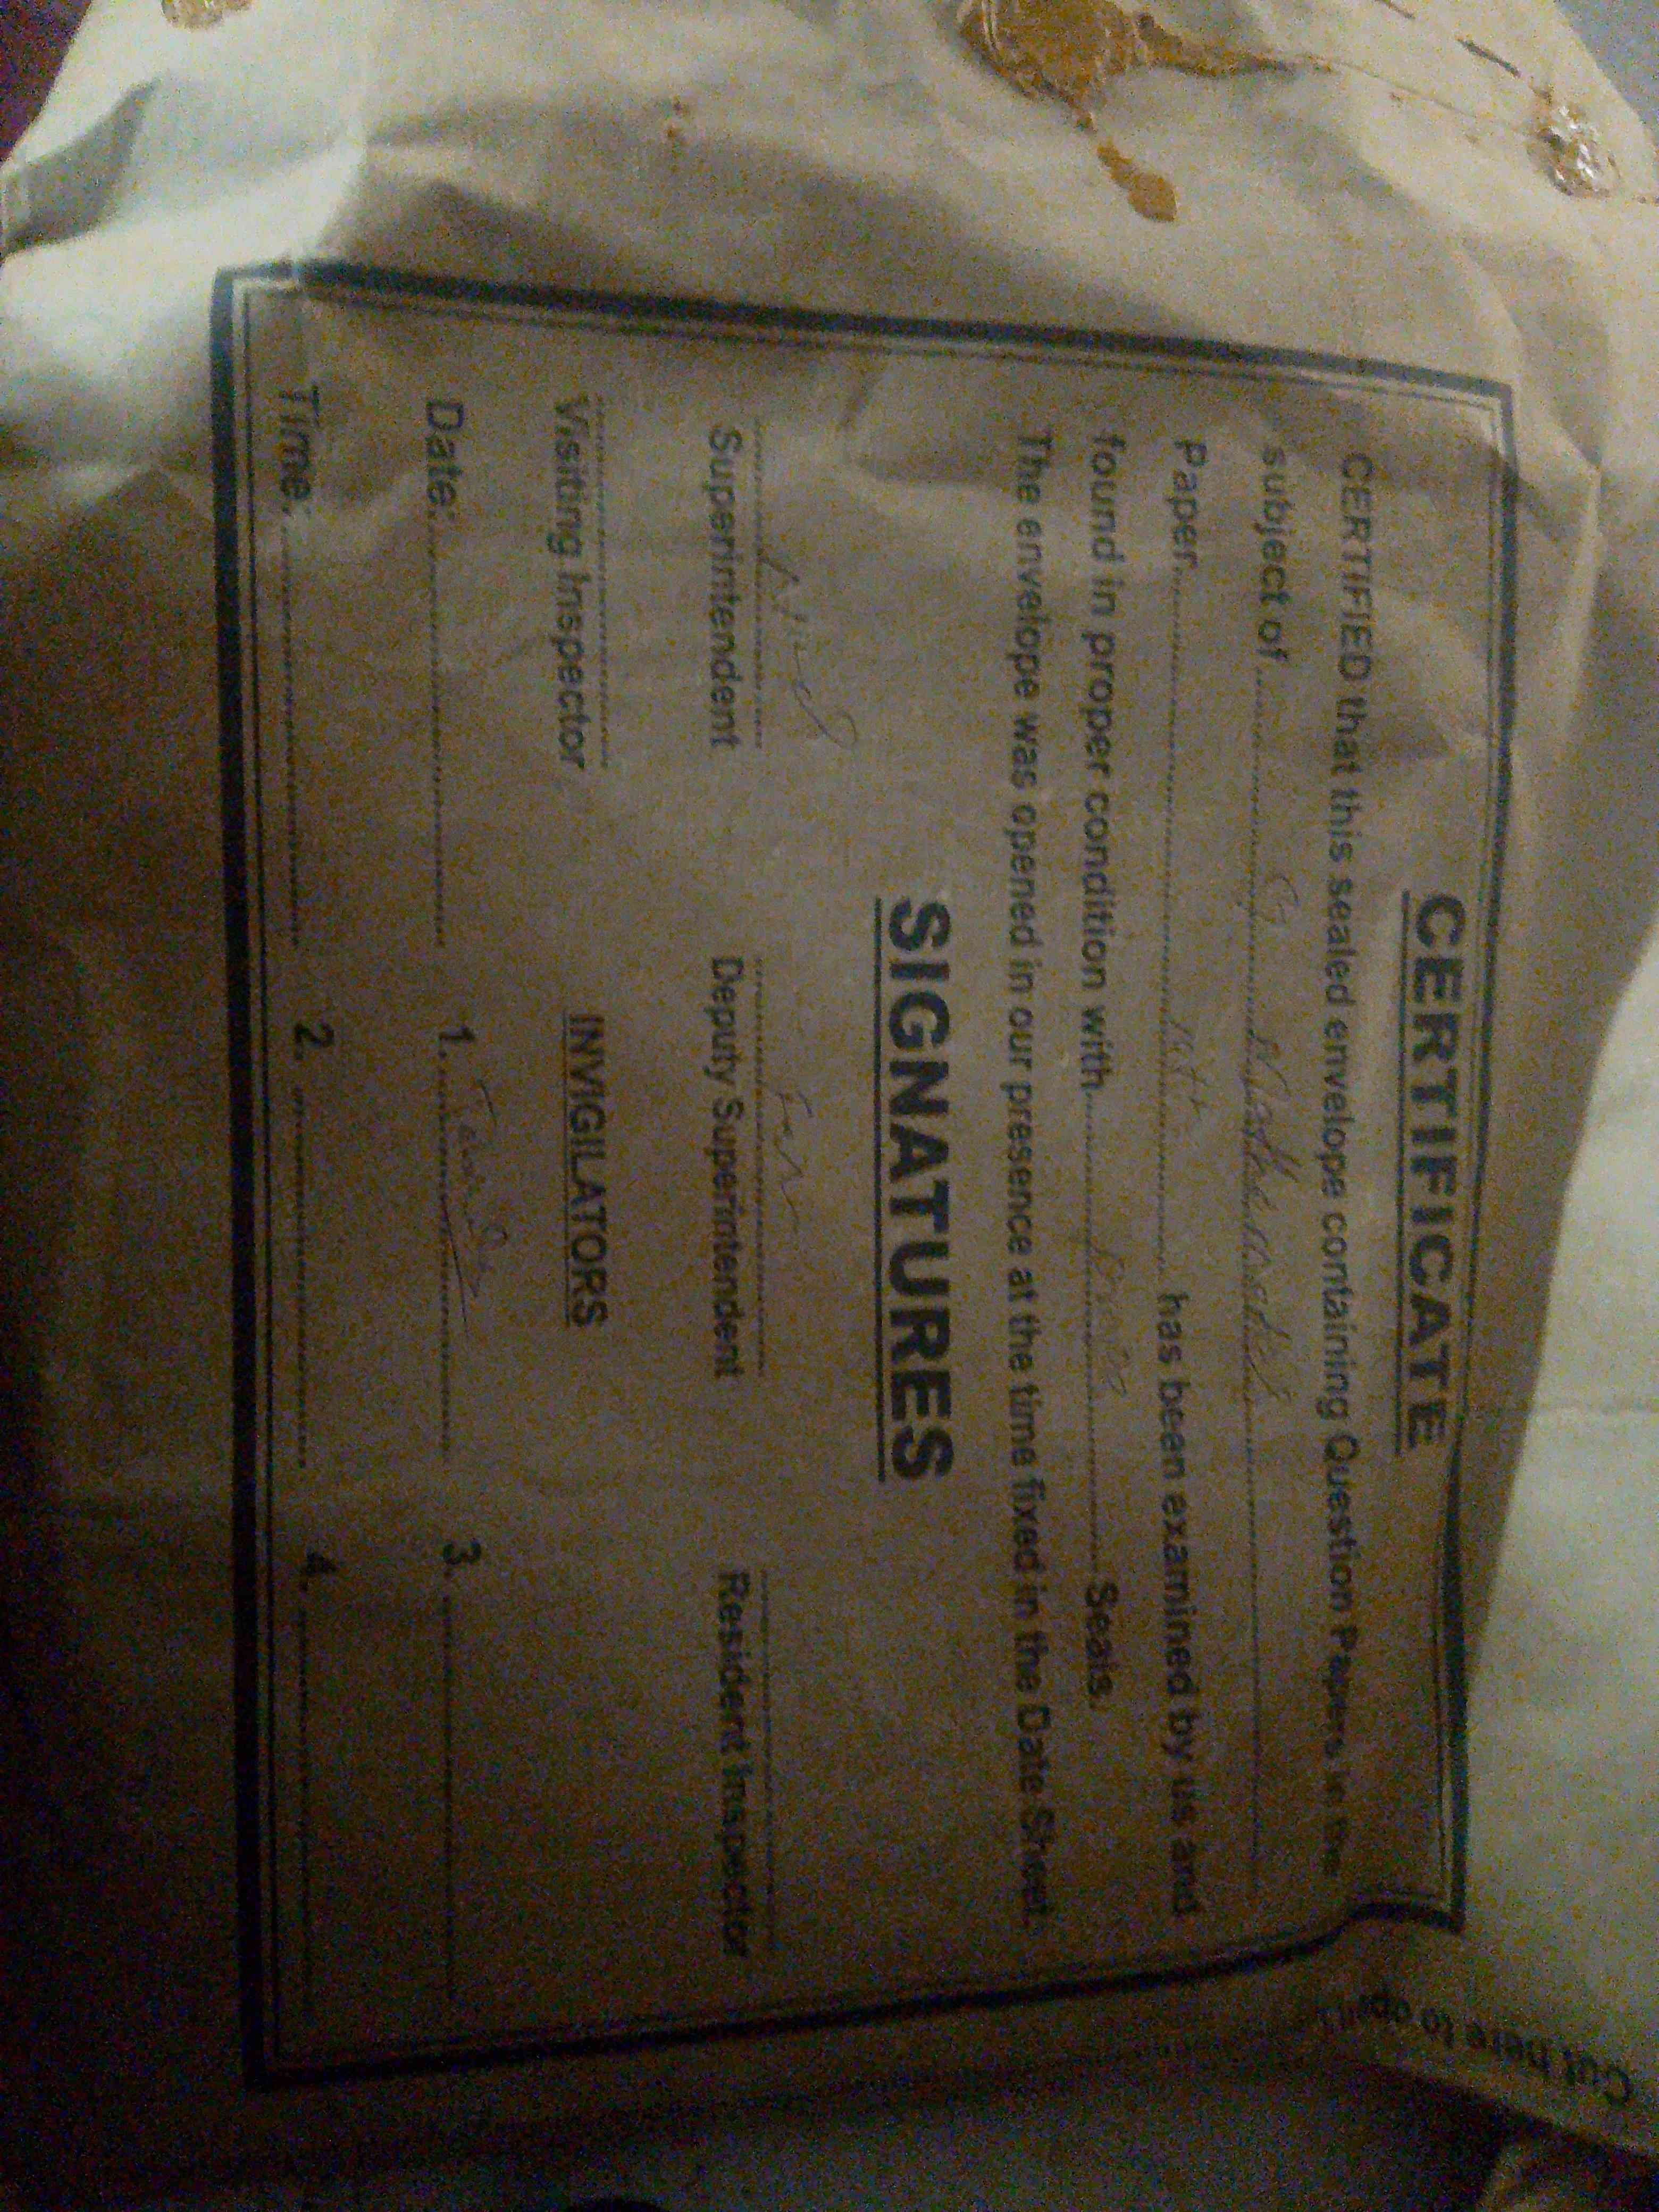 CERTIFICATE
CERTIFIED that this sealed envelope containing Question Papers in the
subject of.......... G Mathematics ..........
Paper.......... 1st .......... has been examined by us and
found in proper condition with.......... .......... Seals.
The envelope was opened in our presence at the time fixed in the Date Sheet.
SIGNATURES
Superintendent Deputy Superintendent Resident Inspector
Visiting Inspector INVIGILATORS
Date:.......... 1........... 3. ..........
Time:.......... 2. .......... 4. ..........
Cut here to open